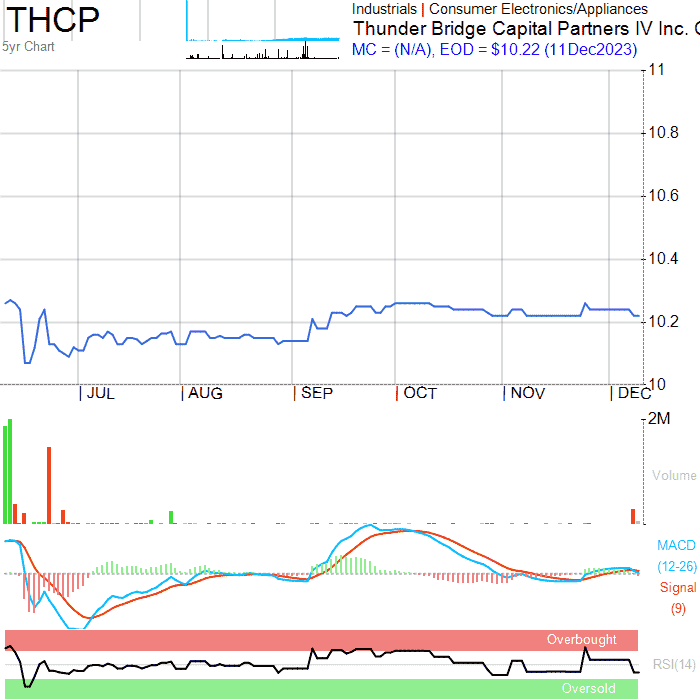 THCP
5yr Chart
Industrials | Consumer Electronics/Appliances
Thunder Bridge Capital Partners IV Inc.
MC = (N/A), EOD = $10.22 (11Dec2023)
11
10.8
10.6
10.4
10.2
10
JUL AUG SEP OCT NOV DEC
2M
Volume
MACD
(12-26)
Signal
(9)
Overbought
RSI(14)
Oversold